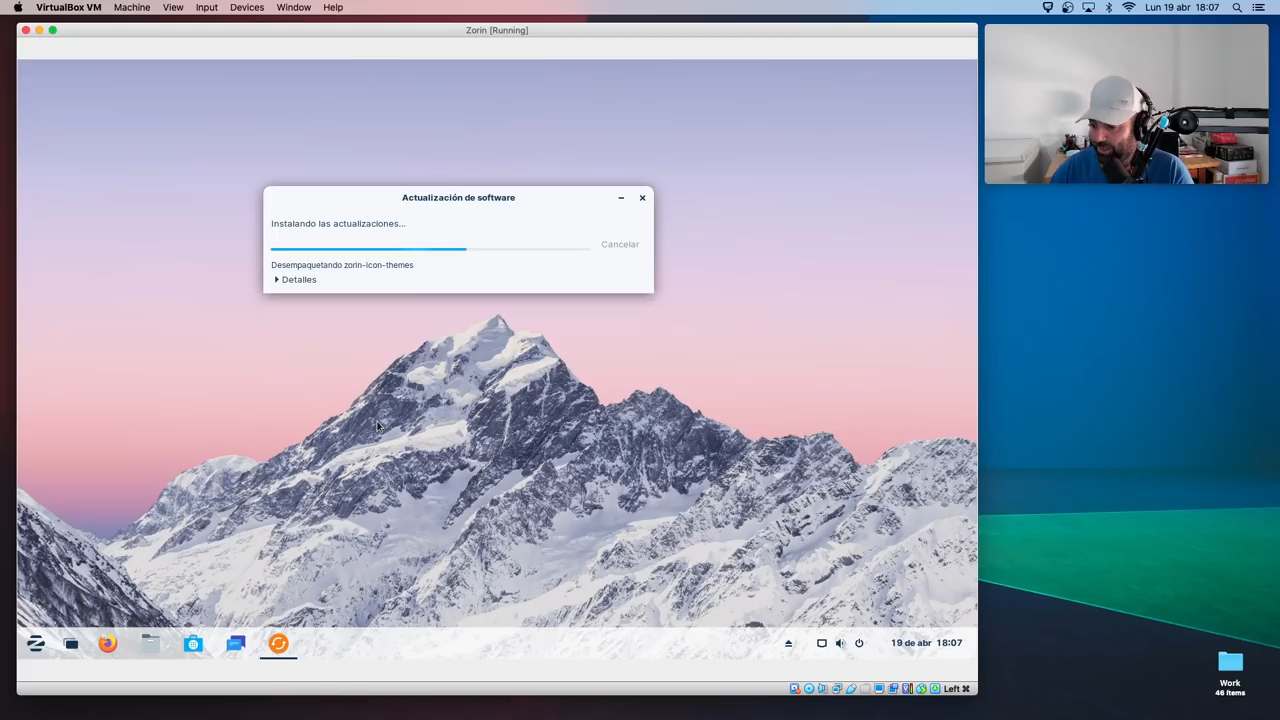 VirtualBox VM Machine View Input Devices Window Help Lun 19 abr 18:07
Zorin [Running]
Actualización de software
Instalando las actualizaciones...
Cancelar
Desempaquetando zorin-icon-themes
Detalles
19 de abr 18:07
Left ⌘
Work
46 items